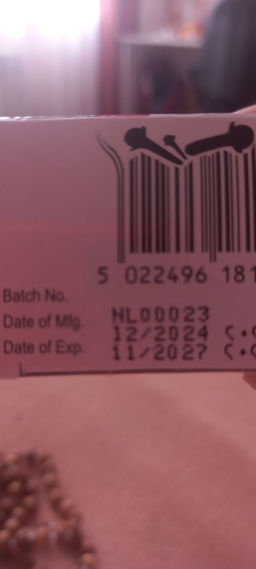 5 022496 181
Batch No. NL00023
Date of Mfg. 12/2024
Date of Exp. 11/2027